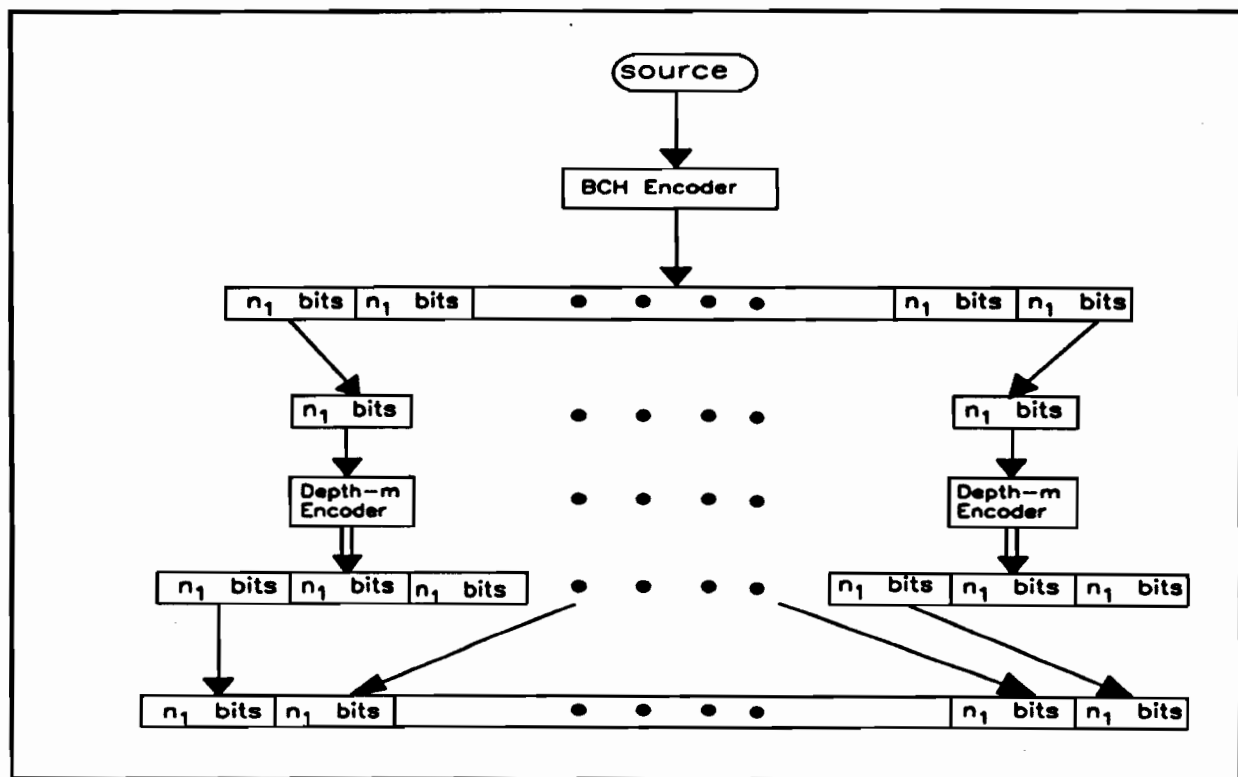 source
BCH Encoder
n₁ bits n₁ bits n₁ bits n₁ bits
n₁ bits n₁ bits
Depth-m Depth-m
Encoder Encoder
n₁ bits n₁ bits n₁ bits n₁ bits n₁ bits n₁ bits
n₁ bits n₁ bits n₁ bits n₁ bits